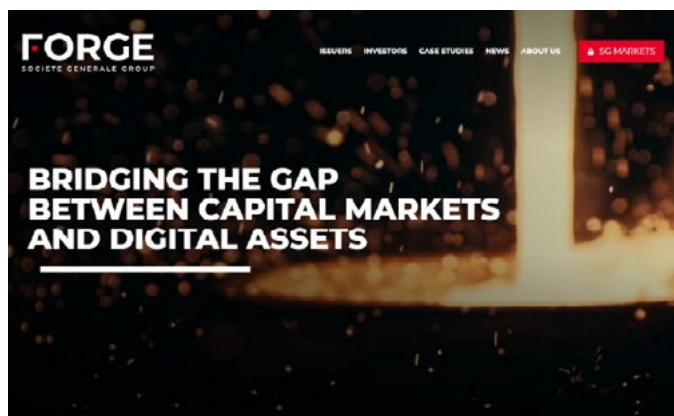 FORGE
SOCIETE GENERALE GROUP
ISSUERS INVESTORS CASE STUDIES NEWS ABOUT US SG MARKETS
BRIDGING THE GAP
BETWEEN CAPITAL MARKETS
AND DIGITAL ASSETS